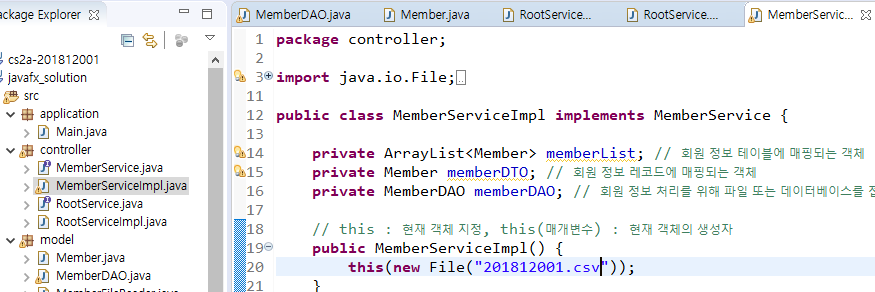 ackage Explorer
MemberDAO.java
Member.java
RootService...
RootService....
MemberServic...
cs2a-201812001
javafx_solution
src
application
Main.java
controller
MemberService.java
MemberServiceImpl.java
RootService.java
RootServiceImpl.java
model
Member.java
MemberDAO.java
MemberFileReader.java
1 package controller;
2
3 import java.io.File;
11
12 public class MemberServiceImpl implements MemberService {
13
14 private ArrayList<Member> memberList; // 회원 정보 테이블에 매핑되는 객체
15 private Member memberDTO; // 회원 정보 레코드에 매핑되는 객체
16 private MemberDAO memberDAO; // 회원 정보 처리를 위해 파일 또는 데이터베이스를 접
17
18 // this : 현재 객체 지정, this(매개변수) : 현재 객체의 생성자
19 public MemberServiceImpl() {
20 this(new File("201812001.csv"));
21 }